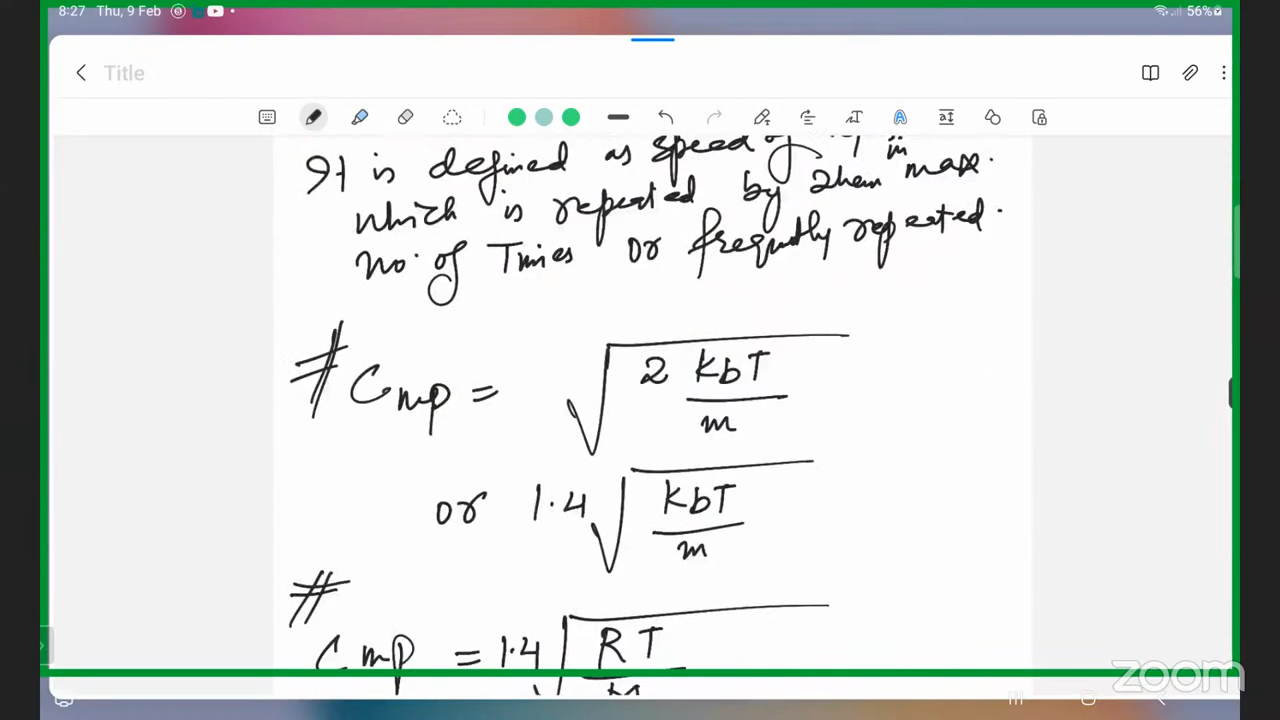 8:27 Thu, 9 Feb
56%
Title
It is defined as speed of in
which is repeated by them max.
no. of Times or frequently repeated.
# Cmp = √2 KbT/m
or 1.4 √KbT/m
#
Cmp = 1.4 √RT
zoom